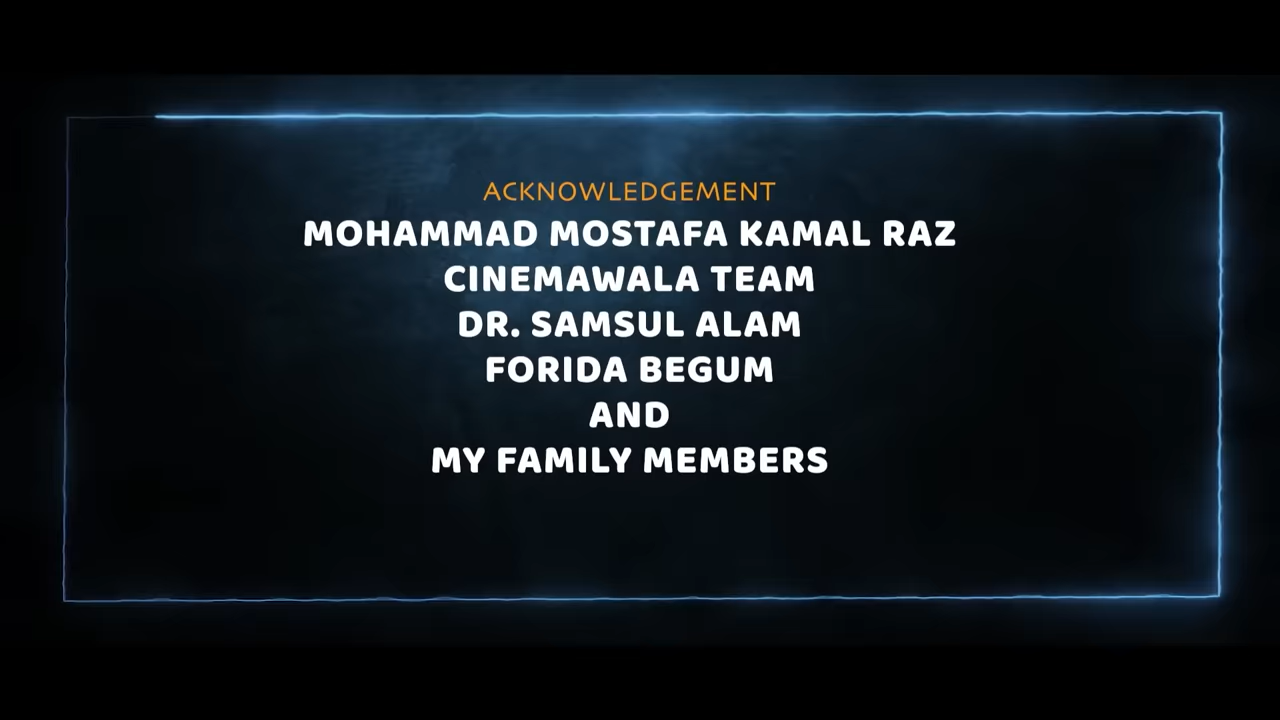 ACKNOWLEDGEMENT
MOHAMMAD MOSTAFA KAMAL RAZ
CINEMAWALA TEAM
DR. SAMSUL ALAM
FORIDA BEGUM
AND
MY FAMILY MEMBERS